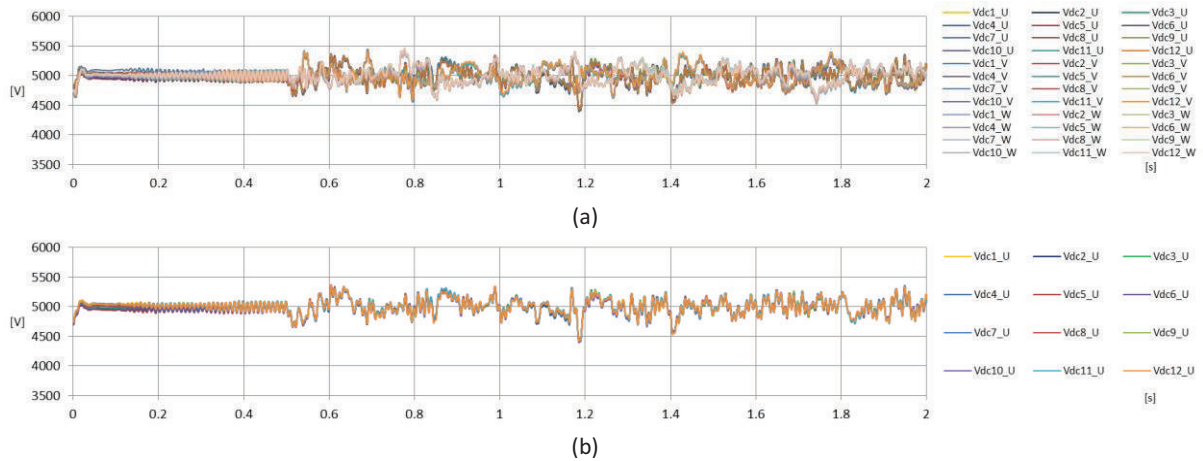 6000
5500
5000
4500
4000
3500
[V]
0 0.2 0.4 0.6 0.8 1 1.2 1.4 1.6 1.8 2
Vdc1_U Vdc2_U Vdc3_U
Vdc4_U Vdc5_U Vdc6_U
Vdc7_U Vdc8_U Vdc9_U
Vdc10_U Vdc11_U Vdc12_U
Vdc1_V Vdc2_V Vdc3_V
Vdc4_V Vdc5_V Vdc6_V
Vdc7_V Vdc8_V Vdc9_V
Vdc10_V Vdc11_V Vdc12_V
Vdc1_W Vdc2_W Vdc3_W
Vdc4_W Vdc5_W Vdc6_W
Vdc7_W Vdc8_W Vdc9_W
Vdc10_W Vdc11_W Vdc12_W
[s]
(a)
6000
5500
5000
4500
4000
3500
[V]
0 0.2 0.4 0.6 0.8 1 1.2 1.4 1.6 1.8 2
Vdc1_U Vdc2_U Vdc3_U
Vdc4_U Vdc5_U Vdc6_U
Vdc7_U Vdc8_U Vdc9_U
Vdc10_U Vdc11_U Vdc12_U
[s]
(b)